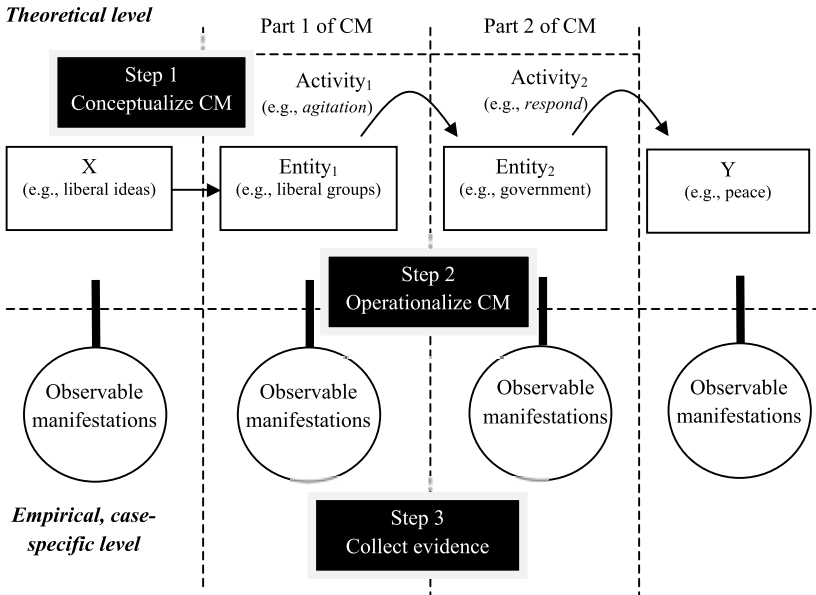 Theoretical level
Part 1 of CM
Part 2 of CM
Step 1
Conceptualize CM
Activity₁
(e.g., agitation)
Activity₂
(e.g., respond)
X
(e.g., liberal ideas)
Entity₁
(e.g., liberal groups)
Entity₂
(e.g., government)
Y
(e.g., peace)
Step 2
Operationalize CM
Observable
manifestations
Observable
manifestations
Observable
manifestations
Observable
manifestations
Empirical, case-
specific level
Step 3
Collect evidence